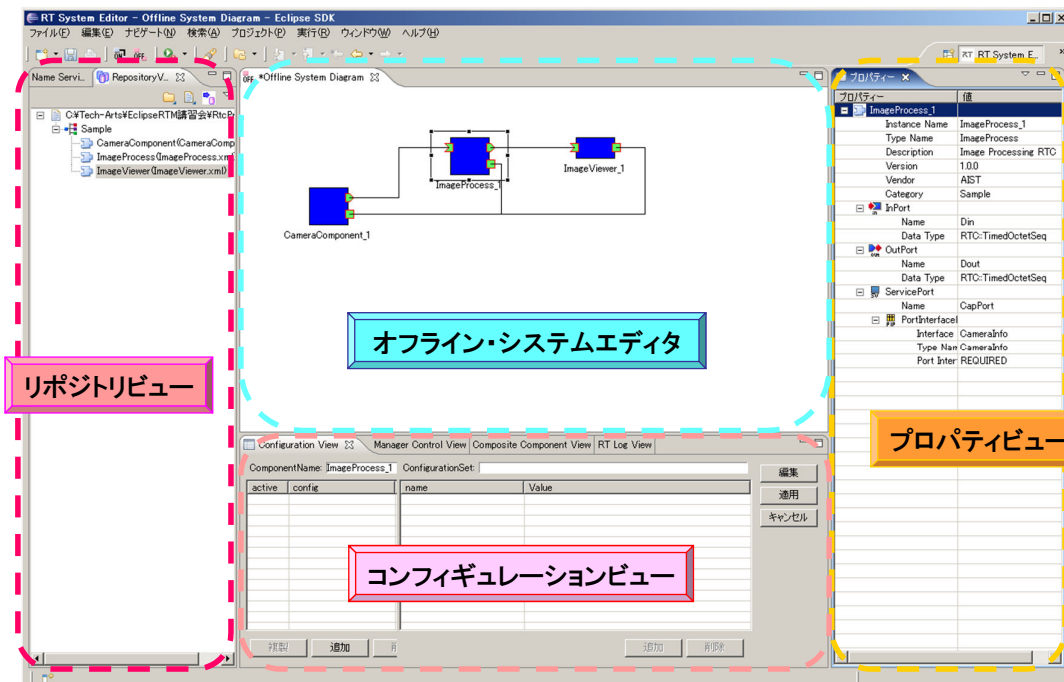 RT System Editor - Offline System Diagram - Eclipse SDK
ファイル(F) 編集(E) ナビゲート(N) 検索(A) プロジェクト(P) 実行(R) ウィンドウ(W) ヘルプ(H)
RT System E...
Name Servi... RepositoryV...
C:¥Tech-Arts¥EclipseRTM講習会¥RtcPr
Sample
CameraComponent(CameraComp
ImageProcess(ImageProcess.xm
ImageViewer(ImageViewer.xml)
リポジトリビュー
*Offline System Diagram
ImageProcess_1
ImageViewer_1
CameraComponent_1
オフライン・システムエディタ
Configuration View Manager Control View Composite Component View RT Log View
ComponentName: ImageProcess_1 ConfigurationSet:
active config name Value
編集
適用
キャンセル
コンフィギュレーションビュー
複製 追加 追加 削除
プロパティー
プロパティー 値
ImageProcess_1
Instance Name ImageProcess_1
Type Name ImageProcess
Description Image Processing RTC
Version 1.0.0
Vendor AIST
Category Sample
InPort
Name Din
Data Type RTC::TimedOctetSeq
OutPort
Name Dout
Data Type RTC::TimedOctetSeq
ServicePort
Name CapPort
PortInterfaceI
Interface CameraInfo
Type Nam CameraInfo
Port Inter REQUIRED
プロパティビュー